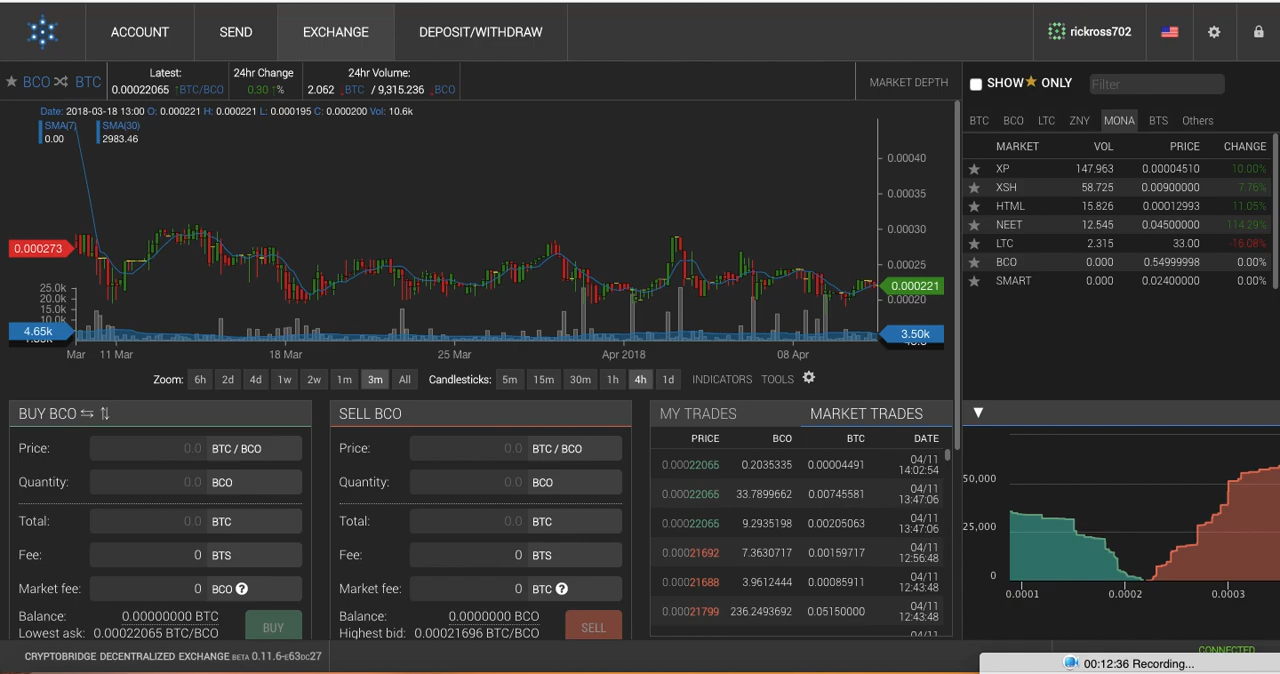 ACCOUNT SEND EXCHANGE DEPOSIT/WITHDRAW rickross702
BCO BTC
Latest: 0.00022065 ↑BTC/BCO
24hr Change 0.30 ↑%
24hr Volume: 2.062 ↓BTC / 9,315.236 ↓BCO
MARKET DEPTH
Date: 2018-03-18 13:00 O: 0.000221 H: 0.000221 L: 0.000195 C: 0.000200 Vol: 10.6k
SMA(7) SMA(30)
0.00 2983.46
0.00040
0.00035
0.00030
0.00025
0.00020
0.000273
0.000221
25.0k
20.0k
15.0k
10.0k
4.65k
3.50k
Mar 11 Mar 18 Mar 25 Mar Apr 2018 08 Apr
Zoom: 6h 2d 4d 1w 2w 1m 3m All Candlesticks: 5m 15m 30m 1h 4h 1d INDICATORS TOOLS
BUY BCO
Price: 0.0 BTC / BCO
Quantity: 0.0 BCO
Total: 0.0 BTC
Fee: 0 BTS
Market fee: 0 BCO ?
Balance: 0.00000000 BTC
Lowest ask: 0.00022065 BTC/BCO
BUY
SELL BCO
Price: 0.0 BTC / BCO
Quantity: 0.0 BCO
Total: 0.0 BTC
Fee: 0 BTS
Market fee: 0 BTC ?
Balance: 0.0000000 BCO
Highest bid: 0.00021696 BTC/BCO
SELL
MY TRADES MARKET TRADES
PRICE BCO BTC DATE
0.00022065 0.2035335 0.00004491 04/11 14:02:54
0.00022065 33.7899662 0.00745581 04/11 13:47:06
0.00022065 9.2935198 0.00205063 04/11 13:47:06
0.00021692 7.3630717 0.00159717 04/11 12:56:48
0.00021688 3.9612444 0.00085911 04/11 12:43:48
0.00021799 236.2493692 0.05150000 04/11 12:43:48
04/11
SHOW ONLY Filter
BTC BCO LTC ZNY MONA BTS Others
MARKET VOL PRICE CHANGE
XP 147.963 0.00004510 10.00%
XSH 58.725 0.00900000 7.76%
HTML 15.826 0.00012993 11.05%
NEET 12.545 0.04500000 114.29%
LTC 2.315 33.00 -16.08%
BCO 0.000 0.54999998 0.00%
SMART 0.000 0.02400000 0.00%
50,000
25,000
0
0.0001 0.0002 0.0003
CRYPTOBRIDGE DECENTRALIZED EXCHANGE BETA 0.11.6-E63DC27
CONNECTED
00:12:36 Recording...